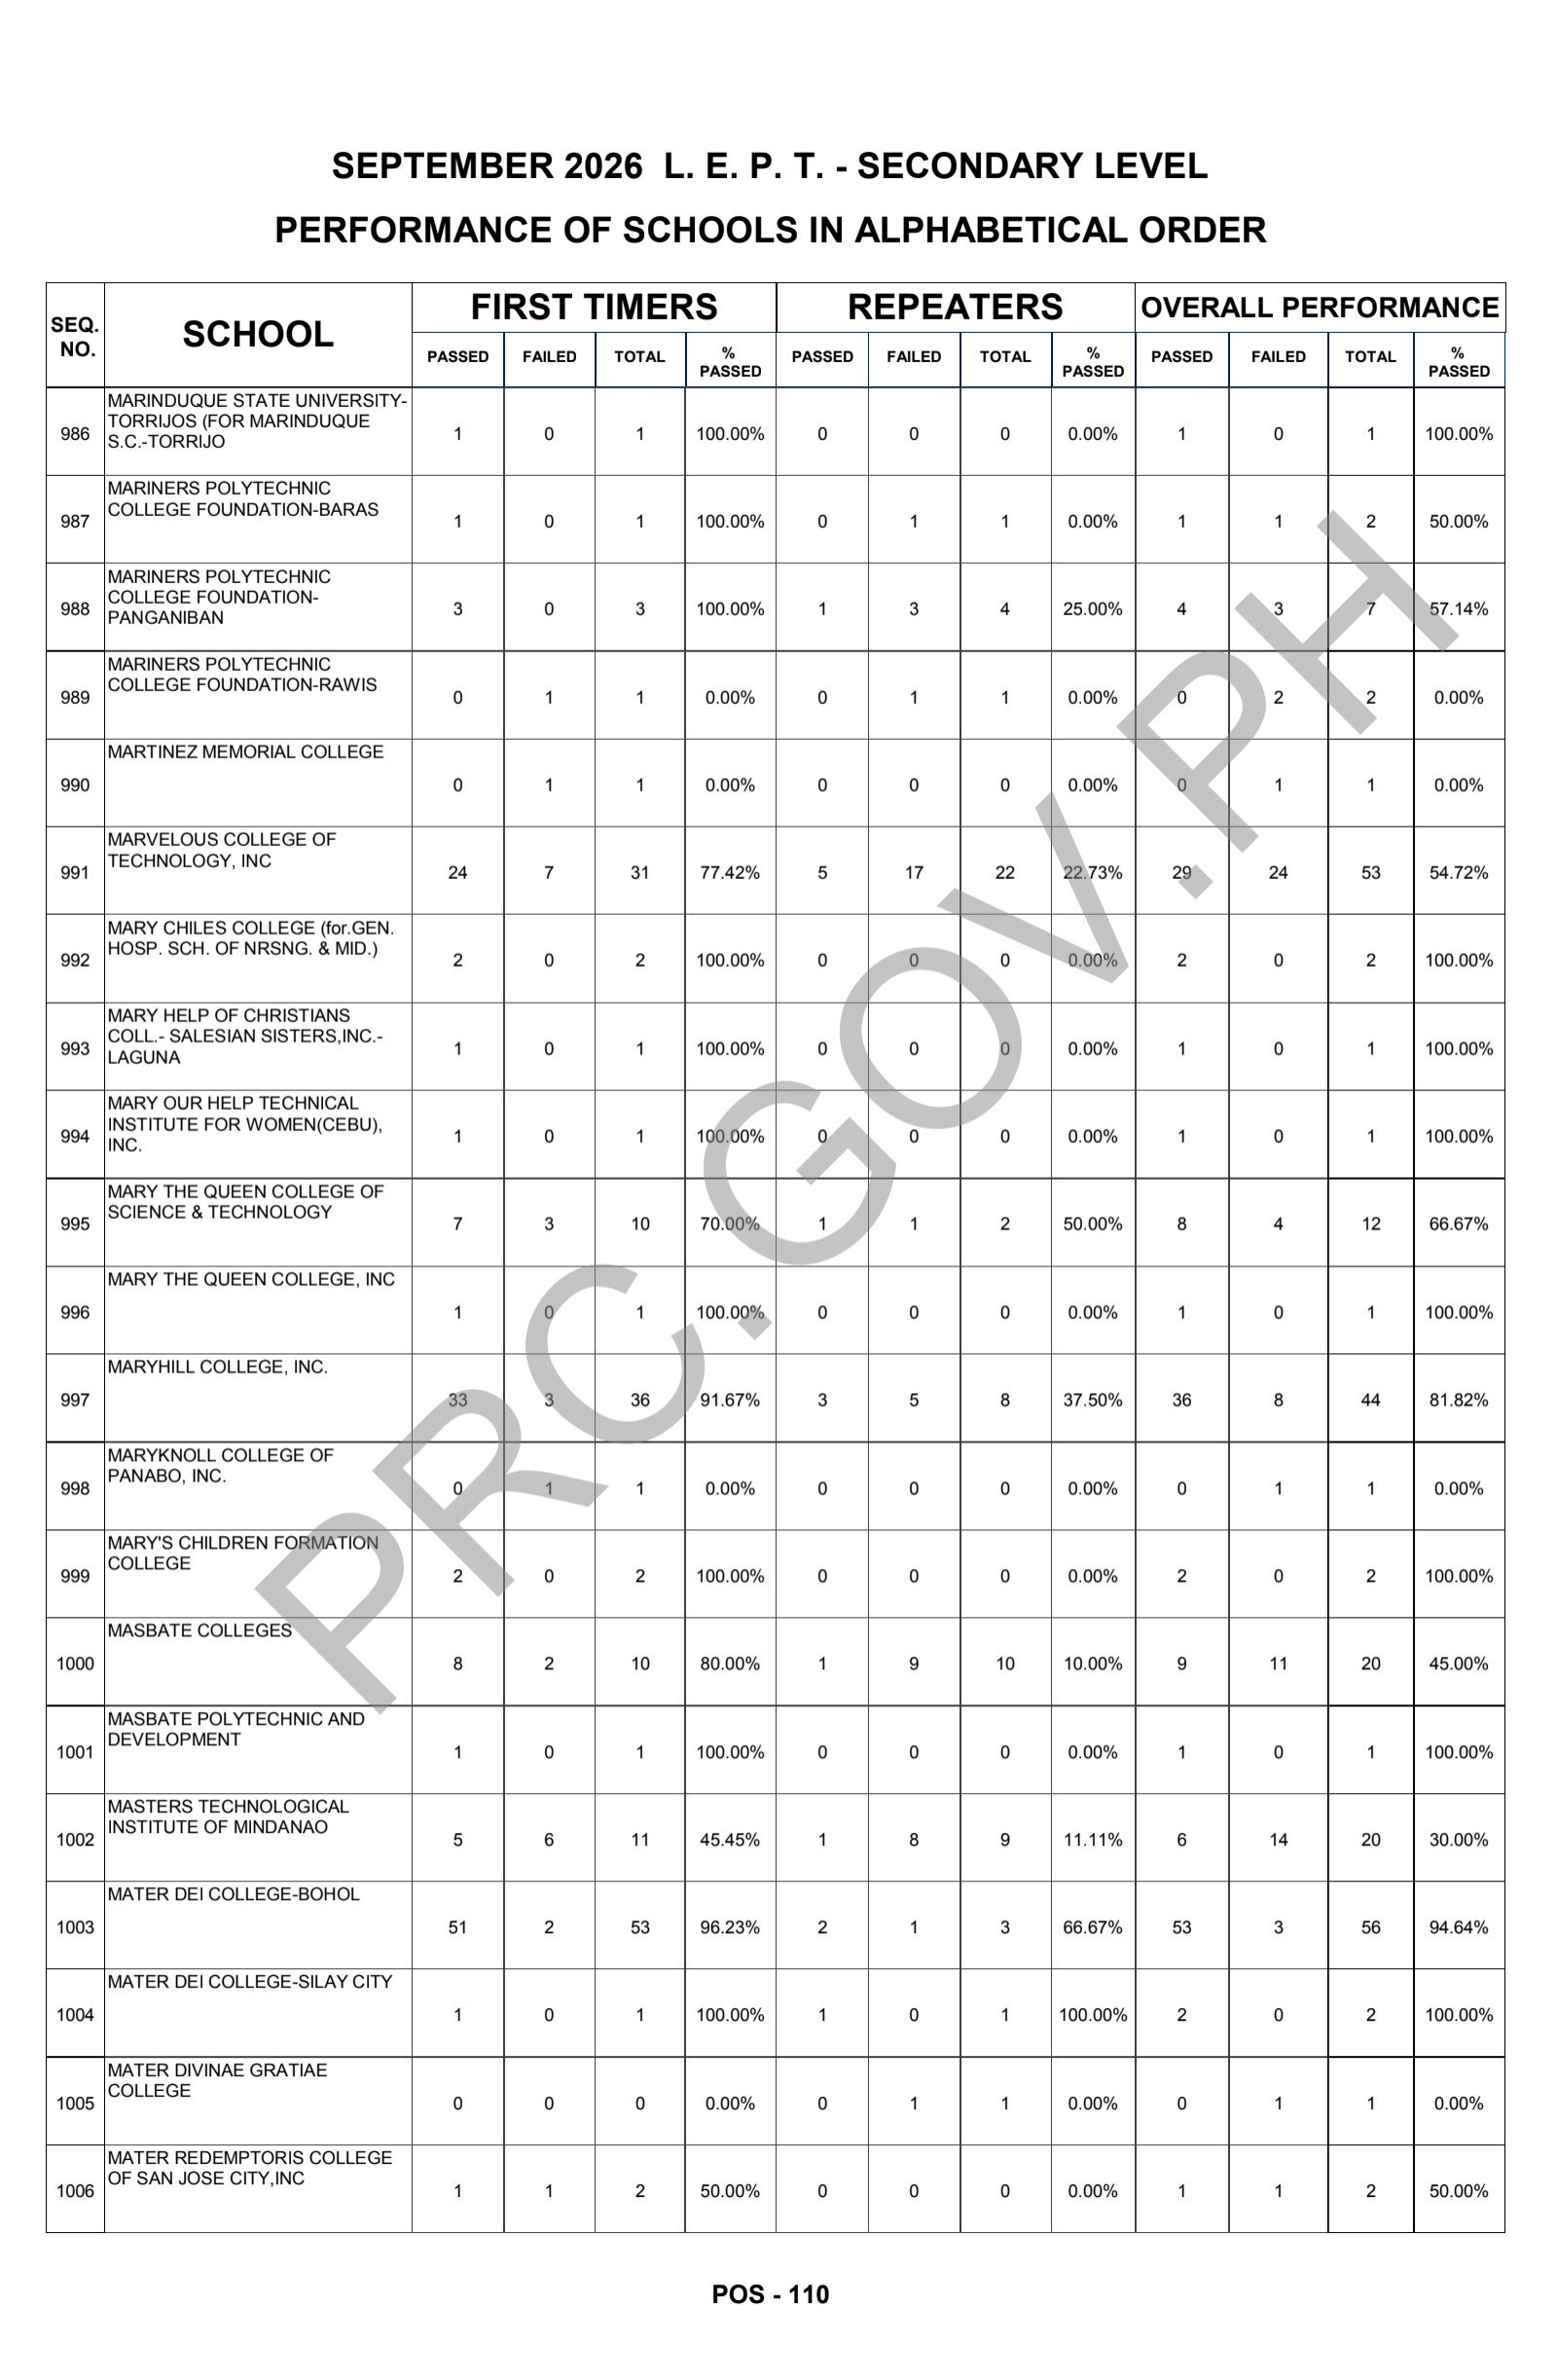 SEPTEMBER 2026 L. E. P. T. - SECONDARY LEVEL
PERFORMANCE OF SCHOOLS IN ALPHABETICAL ORDER
SEQ. NO. SCHOOL FIRST TIMERS REPEATERS OVERALL PERFORMANCE
PASSED FAILED TOTAL % PASSED PASSED FAILED TOTAL % PASSED PASSED FAILED TOTAL % PASSED
MARINDUQUE STATE UNIVERSITY-
TORRIJOS (FOR MARINDUQUE
S.C.-TORRIJO
986 1 0 1 100.00% 0 0 0 0.00% 1 0 1 100.00%
MARINERS POLYTECHNIC
COLLEGE FOUNDATION-BARAS
987 1 0 1 100.00% 0 1 1 0.00% 1 1 2 50.00%
MARINERS POLYTECHNIC
COLLEGE FOUNDATION-
PANGANIBAN
988 3 0 3 100.00% 1 3 4 25.00% 4 3 7 57.14%
MARINERS POLYTECHNIC
COLLEGE FOUNDATION-RAWIS
989 0 1 1 0.00% 0 1 1 0.00% 0 2 2 0.00%
MARTINEZ MEMORIAL COLLEGE
990 0 1 1 0.00% 0 0 0 0.00% 0 1 1 0.00%
MARVELOUS COLLEGE OF
TECHNOLOGY, INC
991 24 7 31 77.42% 5 17 22 22.73% 29 24 53 54.72%
MARY CHILES COLLEGE (for.GEN.
HOSP. SCH. OF NRSNG. & MID.)
992 2 0 2 100.00% 0 0 0 0.00% 2 0 2 100.00%
MARY HELP OF CHRISTIANS
COLL.- SALESIAN SISTERS,INC.-
LAGUNA
993 1 0 1 100.00% 0 0 0 0.00% 1 0 1 100.00%
MARY OUR HELP TECHNICAL
INSTITUTE FOR WOMEN(CEBU),
INC.
994 1 0 1 100.00% 0 0 0 0.00% 1 0 1 100.00%
MARY THE QUEEN COLLEGE OF
SCIENCE & TECHNOLOGY
995 7 3 10 70.00% 1 1 2 50.00% 8 4 12 66.67%
MARY THE QUEEN COLLEGE, INC
996 1 0 1 100.00% 0 0 0 0.00% 1 0 1 100.00%
MARYHILL COLLEGE, INC.
997 33 3 36 91.67% 3 5 8 37.50% 36 8 44 81.82%
MARYKNOLL COLLEGE OF
PANABO, INC.
998 0 1 1 0.00% 0 0 0 0.00% 0 1 1 0.00%
MARY'S CHILDREN FORMATION
COLLEGE
999 2 0 2 100.00% 0 0 0 0.00% 2 0 2 100.00%
MASBATE COLLEGES
1000 8 2 10 80.00% 1 9 10 10.00% 9 11 20 45.00%
MASBATE POLYTECHNIC AND
DEVELOPMENT
1001 1 0 1 100.00% 0 0 0 0.00% 1 0 1 100.00%
MASTERS TECHNOLOGICAL
INSTITUTE OF MINDANAO
1002 5 6 11 45.45% 1 8 9 11.11% 6 14 20 30.00%
MATER DEI COLLEGE-BOHOL
1003 51 2 53 96.23% 2 1 3 66.67% 53 3 56 94.64%
MATER DEI COLLEGE-SILAY CITY
1004 1 0 1 100.00% 1 0 1 100.00% 2 0 2 100.00%
MATER DIVINAE GRATIAE
COLLEGE
1005 0 0 0 0.00% 0 1 1 0.00% 0 1 1 0.00%
MATER REDEMPTORIS COLLEGE
OF SAN JOSE CITY,INC
1006 1 1 2 50.00% 0 0 0 0.00% 1 1 2 50.00%
PRC.GOV.PH
POS - 110